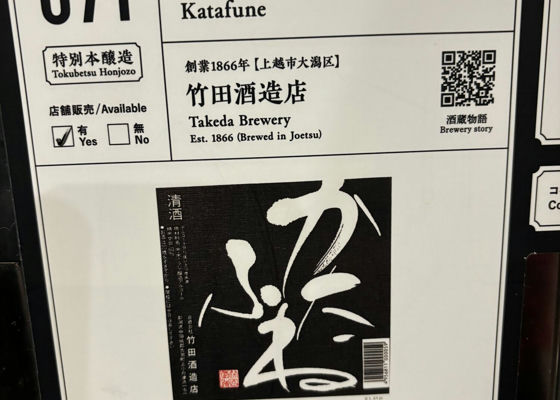 071
Katafune
特別本醸造
Tokubetsu Honjozo
店舗販売/Available
有
Yes
無
No
創業1866年【上越市大潟区】
竹田酒造店
Takeda Brewery
Est. 1866 (Brewed in Joetsu)
酒蔵物語
Brewery story
コ
Co
清酒
かたふね
竹田酒造店